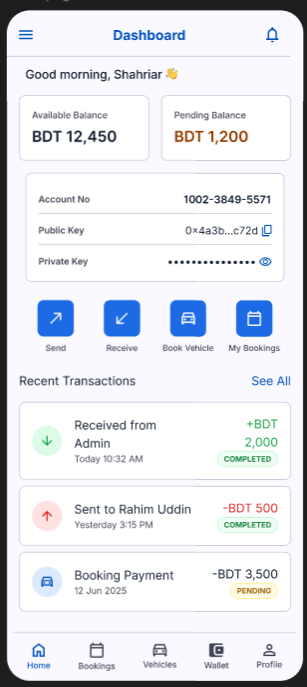 Dashboard
Good morning, Shahriar 👋
Available Balance
BDT 12,450
Pending Balance
BDT 1,200
Account No 1002-3849-5571
Public Key 0×4a3b...c72d
Private Key •••••••••••••••
Send Receive Book Vehicle My Bookings
Recent Transactions See All
Received from
Admin
Today 10:32 AM
+BDT
2,000
COMPLETED
Sent to Rahim Uddin
Yesterday 3:15 PM
-BDT 500
COMPLETED
Booking Payment
12 Jun 2025
-BDT 3,500
PENDING
Home Bookings Vehicles Wallet Profile